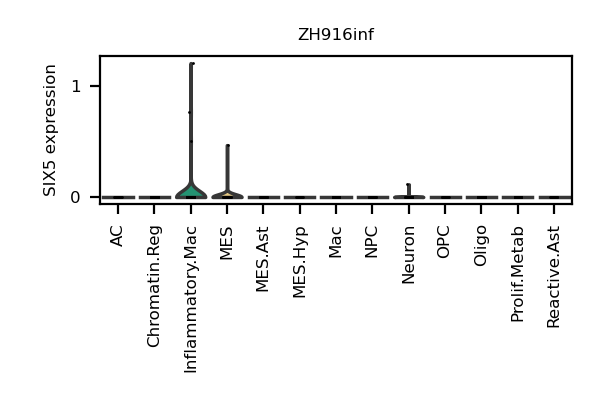 ZH916inf
SIX5 expression
1
0
AC
Chromatin.Reg
Inflammatory.Mac
MES
MES.Ast
MES.Hyp
Mac
NPC
Neuron
OPC
Oligo
Prolif.Metab
Reactive.Ast